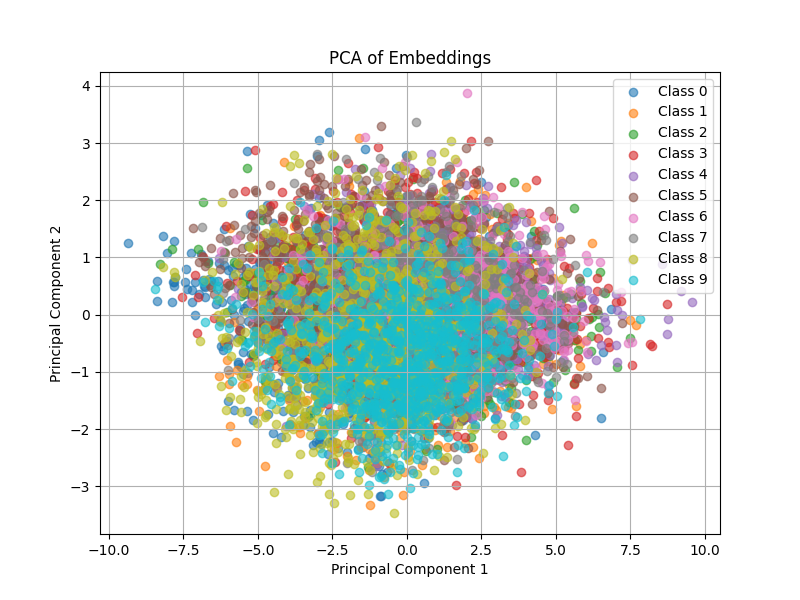 PCA of Embeddings
4
3
2
1
0
−1
−2
−3
Principal Component 2
Class 0
Class 1
Class 2
Class 3
Class 4
Class 5
Class 6
Class 7
Class 8
Class 9
−10.0 −7.5 −5.0 −2.5 0.0 2.5 5.0 7.5 10.0
Principal Component 1